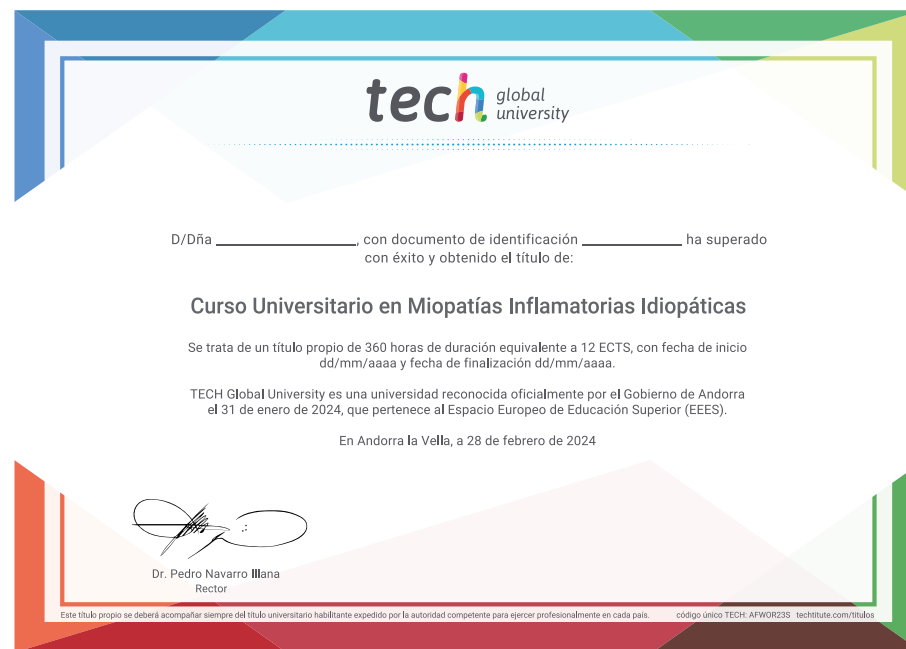 tech global
university
D/Dña ______________, con documento de identificación __________ ha superado
con éxito y obtenido el título de:
Curso Universitario en Miopatías Inflamatorias Idiopáticas
Se trata de un título propio de 360 horas de duración equivalente a 12 ECTS, con fecha de inicio
dd/mm/aaaa y fecha de finalización dd/mm/aaaa.
TECH Global University es una universidad reconocida oficialmente por el Gobierno de Andorra
el 31 de enero de 2024, que pertenece al Espacio Europeo de Educación Superior (EEES).
En Andorra la Vella, a 28 de febrero de 2024
Dr. Pedro Navarro Illana
Rector
Este título propio se deberá acompañar siempre del título universitario habilitante expedido por la autoridad competente para ejercer profesionalmente en cada país. código único TECH: AFWOR23S techtitute.com/titulos